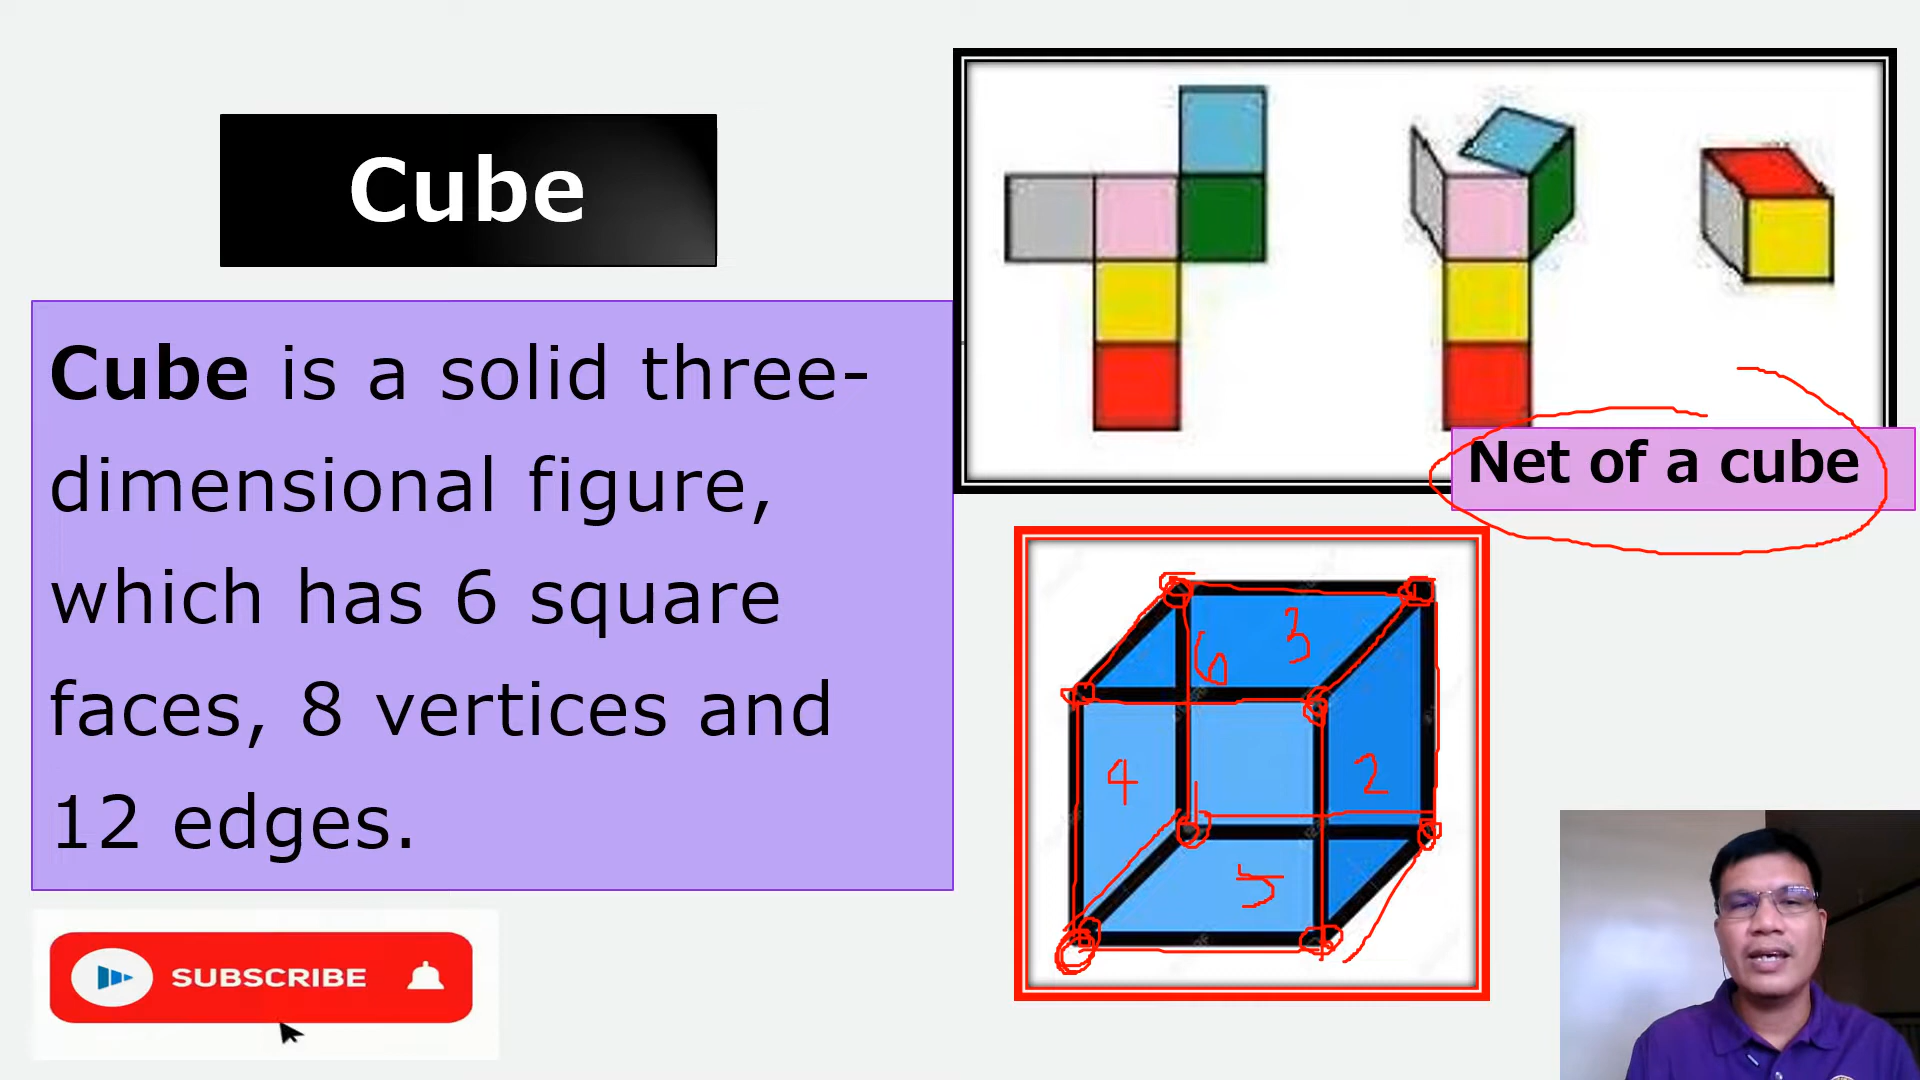 Cube
Cube is a solid three-
dimensional figure,
which has 6 square
faces, 8 vertices and
12 edges.
SUBSCRIBE
Net of a cube
3
6
4
2
1
5